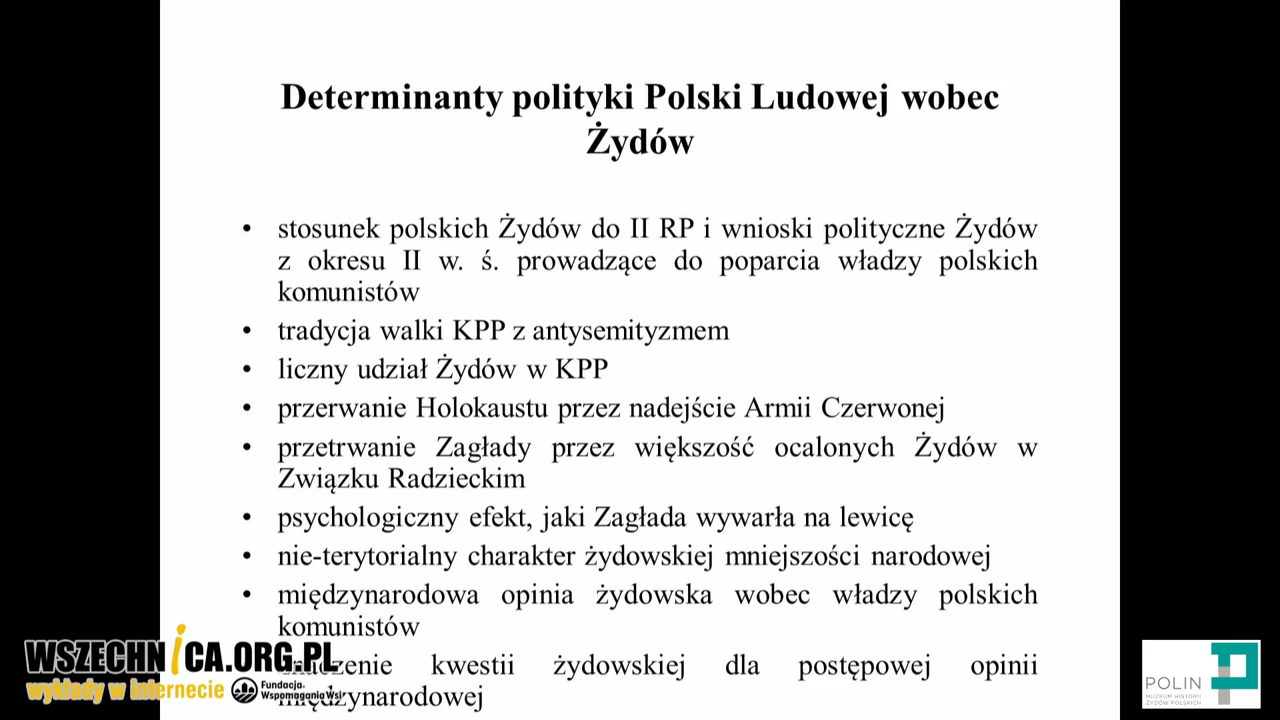 Determinanty polityki Polski Ludowej wobec
Żydów
• stosunek polskich Żydów do II RP i wnioski polityczne Żydów
z okresu II w. ś. prowadzące do poparcia władzy polskich
komunistów
• tradycja walki KPP z antysemityzmem
• liczny udział Żydów w KPP
• przerwanie Holokaustu przez nadejście Armii Czerwonej
• przetrwanie Zagłady przez większość ocalonych Żydów w
Związku Radzieckim
• psychologiczny efekt, jaki Zagłada wywarła na lewicę
• nie-terytorialny charakter żydowskiej mniejszości narodowej
• międzynarodowa opinia żydowska wobec władzy polskich
komunistów
znaczenie kwestii żydowskiej dla postępowej opinii
międzynarodowej
WSZECHNICA.ORG.PL
wykłady w internecie
Fundacja
Wspomagania Wsi
POLIN
MUZEUM HISTORII
ŻYDÓW POLSKICH